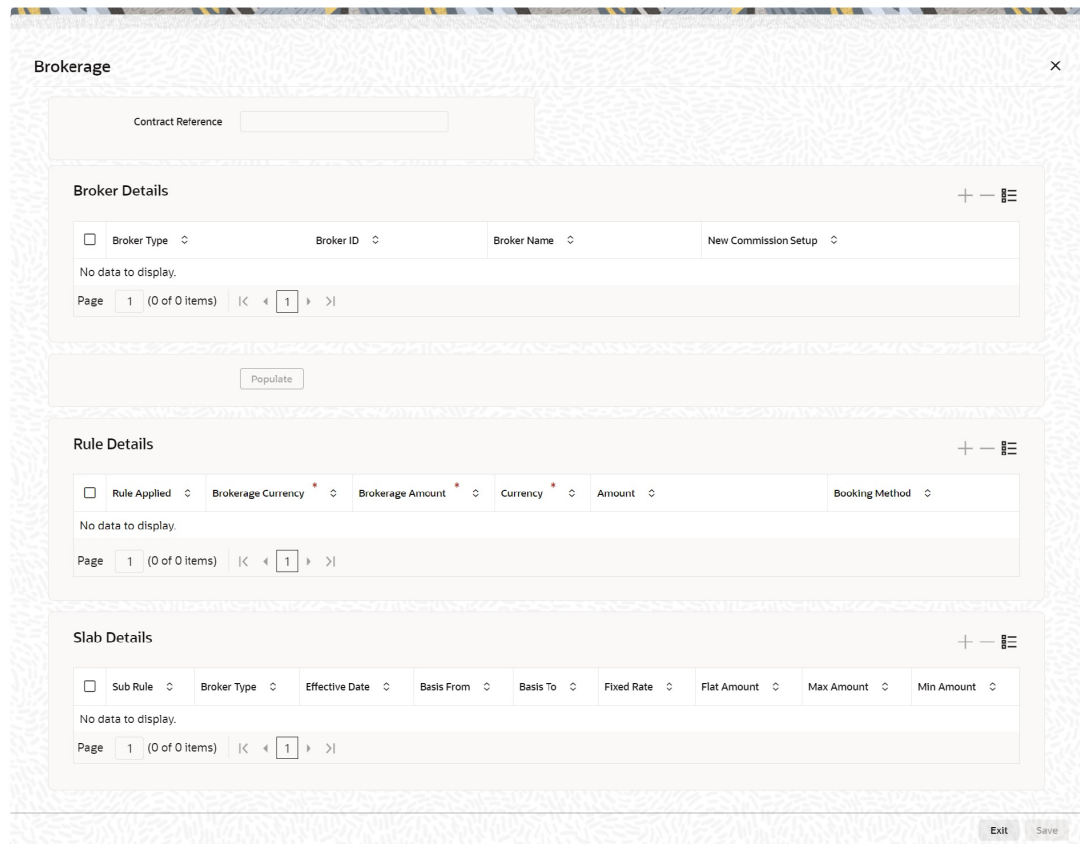 Brokerage
Contract Reference
Broker Details
Broker Type Broker ID Broker Name New Commission Setup
No data to display.
Page 1 (0 of 0 items) 1
Populate
Rule Details
Rule Applied Brokerage Currency * Brokerage Amount * Currency * Amount Booking Method
No data to display.
Page 1 (0 of 0 items) 1
Slab Details
Sub Rule Broker Type Effective Date Basis From Basis To Fixed Rate Flat Amount Max Amount Min Amount
No data to display.
Page 1 (0 of 0 items) 1
Exit Save